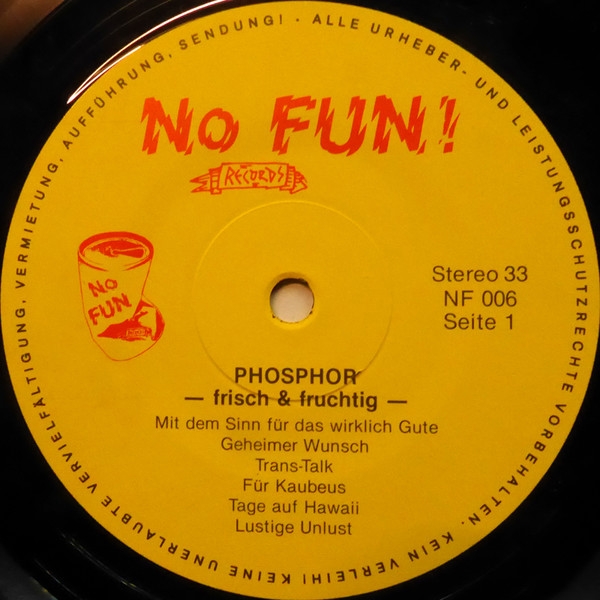 No FUN!
RECORDS
NO
FUN
Stereo 33
NF 006
Seite 1
PHOSPHOR
— frisch & fruchtig —
Mit dem Sinn für das wirklich Gute
Geheimer Wunsch
Trans-Talk
Für Kaubeus
Tage auf Hawaii
Lustige Unlust
ALLE URHEBER- UND LEISTUNGSSCHUTZRECHTE VORBEHALTEN. KEIN VERLEIH! KEINE UNERLAUBTE VERVIELFÄLTIGUNG, VERMIETUNG, AUFFÜHRUNG, SENDUNG! ·